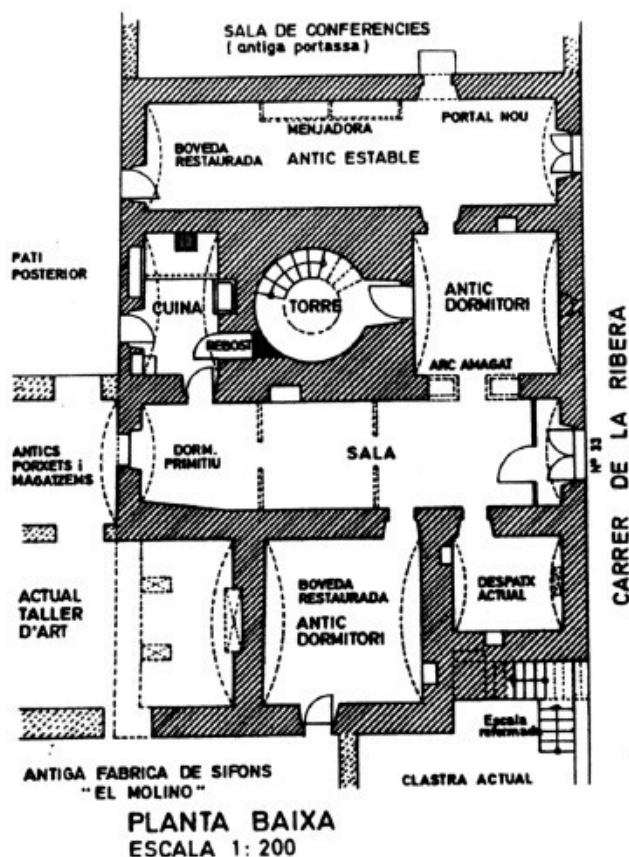 SALA DE CONFERENCIES
(antiga portassa)
MENJADORA
PORTAL NOU
BOVEDA
RESTAURADA
ANTIC ESTABLE
PATI
POSTERIOR
CUINA
TORRE
ANTIC
DORMITORI
REBOST
ARC AMAGAT
ANTICS
PORXETS i
MAGATZEMS
DORM.
PRIMITIU
SALA
Nº 33
CARRER DE LA RIBERA
ACTUAL
TALLER
D'ART
BOVEDA
RESTAURADA
ANTIC
DORMITORI
DESPATX
ACTUAL
Escala
reformada
ANTIGA FABRICA DE SIFONS
"EL MOLINO"
CLASTRA ACTUAL
PLANTA BAIXA
ESCALA 1: 200